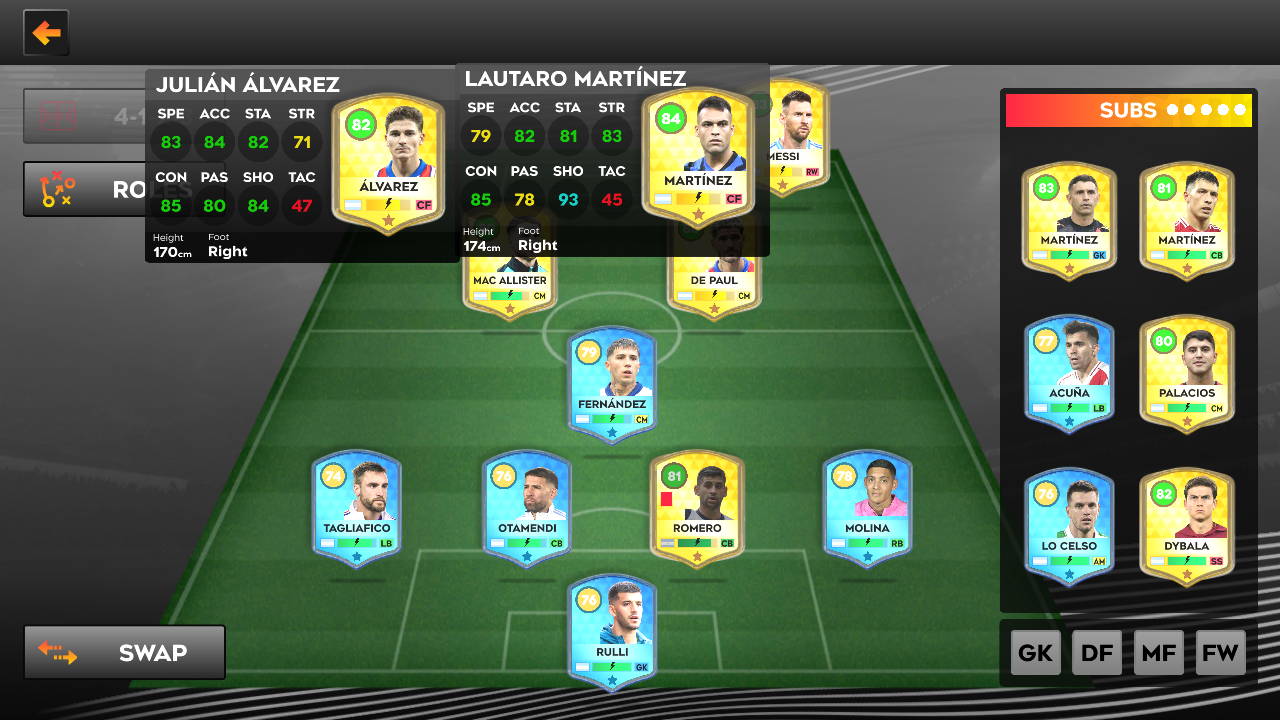 JULIÁN ÁLVAREZ
SPE ACC STA STR
83 84 82 71
CON PAS SHO TAC
85 80 84 47
Height
170cm
Foot
Right
82
ÁLVAREZ
CF
LAUTARO MARTÍNEZ
SPE ACC STA STR
79 82 81 83
CON PAS SHO TAC
85 78 93 45
Height
174cm
Foot
Right
84
MARTÍNEZ
CF
83
MESSI
RW
4-1
ROLES
MAC ALLISTER
CM
DE PAUL
CM
79
FERNÁNDEZ
CM
74
TAGLIAFICO
LB
76
OTAMENDI
CB
81
ROMERO
CB
78
MOLINA
RB
76
RULLI
GK
SWAP
SUBS
83
MARTÍNEZ
GK
81
MARTÍNEZ
CB
77
ACUÑA
LB
80
PALACIOS
CM
76
LO CELSO
AM
82
DYBALA
SS
GK DF MF FW